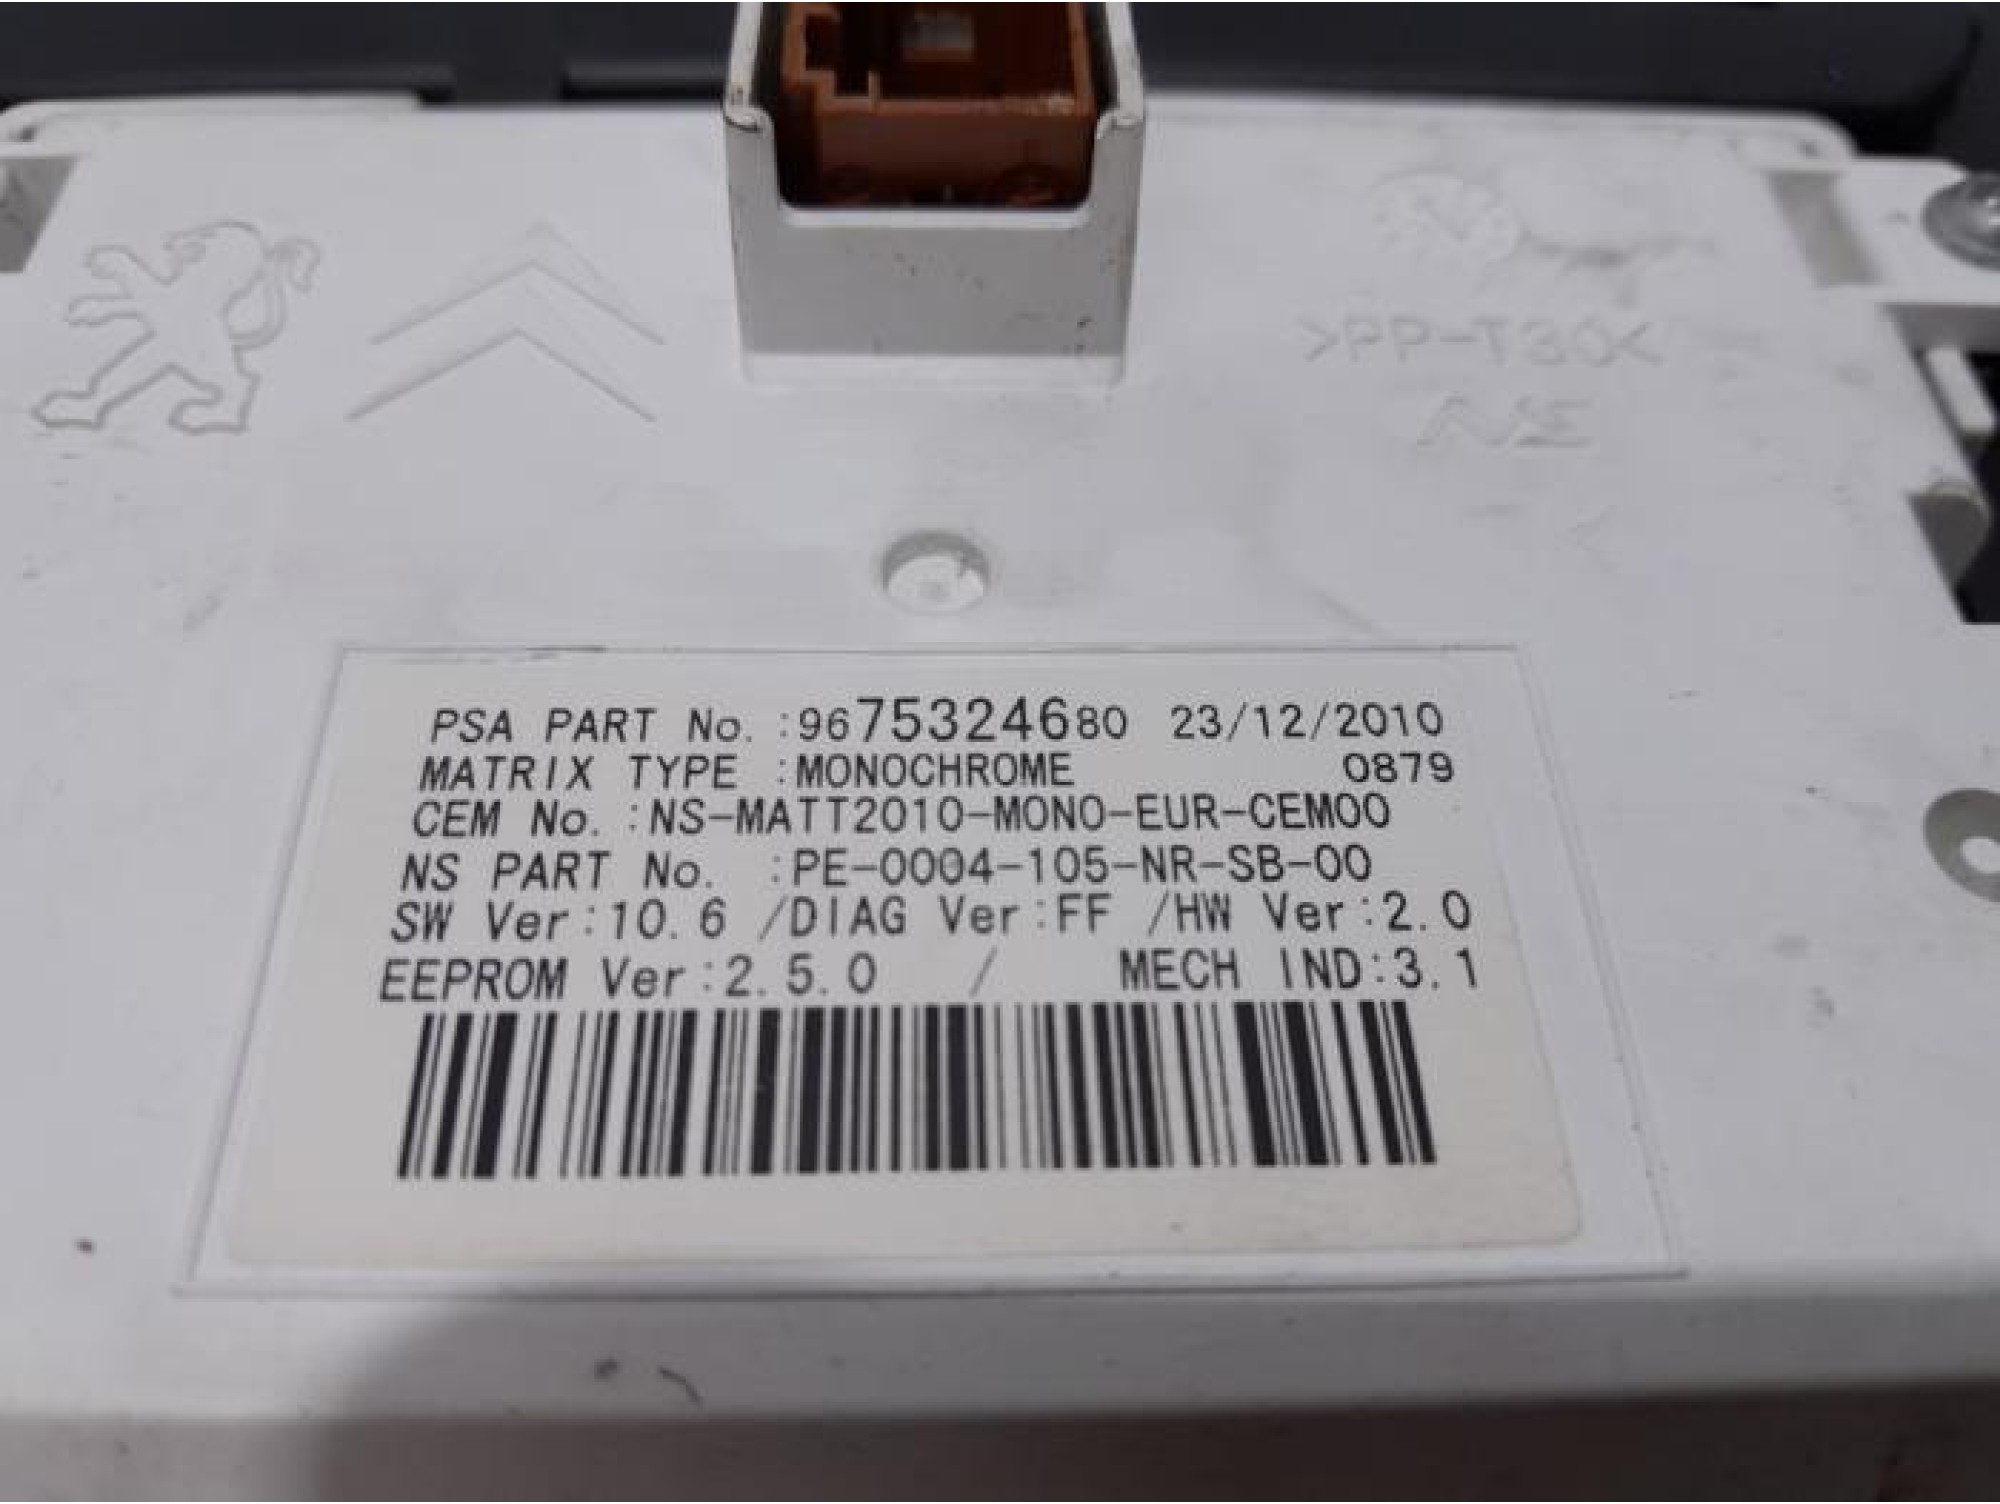 >PP-T30<
PSA PART No. :9675324680 23/12/2010
MATRIX TYPE :MONOCHROME 0879
CEM No. :NS-MATT2010-MONO-EUR-CEM00
NS PART No. :PE-0004-105-NR-SB-00
SW Ver:10.6 /DIAG Ver:FF /HW Ver:2.0
EEPROM Ver:2.5.0 / MECH IND:3.1